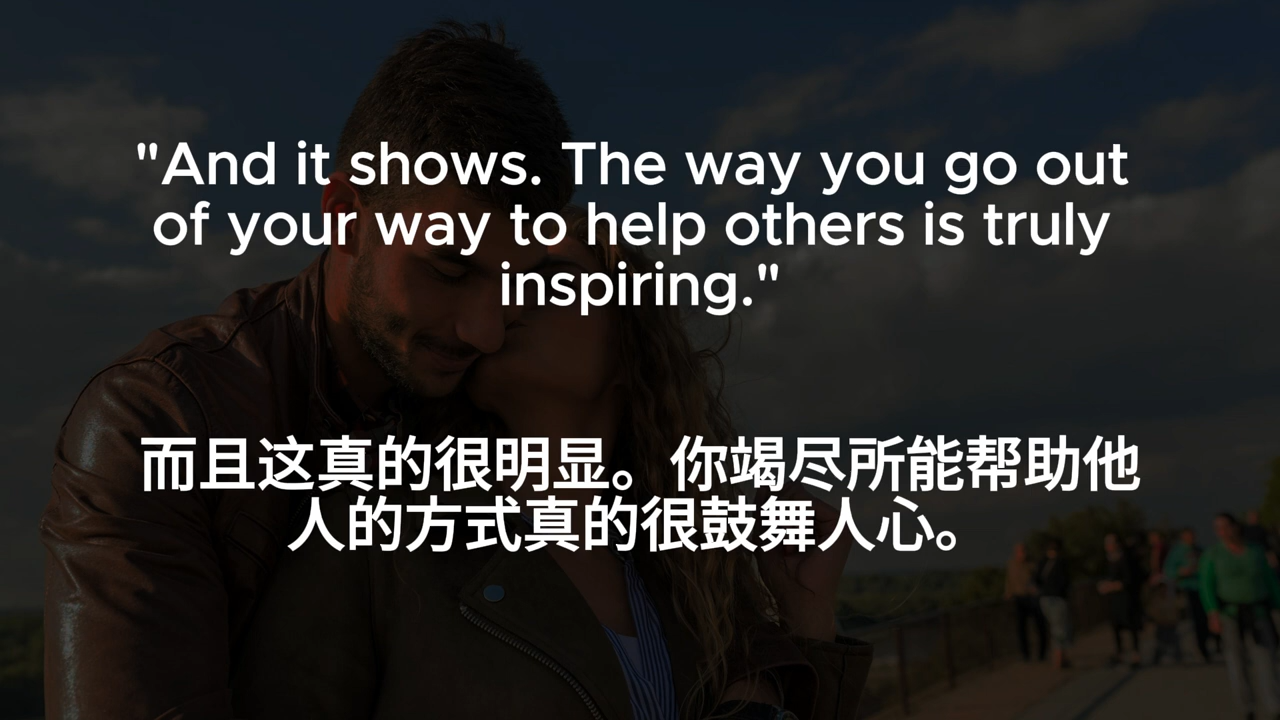 "And it shows. The way you go out
of your way to help others is truly
inspiring."
而且这真的很明显。你竭尽所能帮助他
人的方式真的很鼓舞人心。